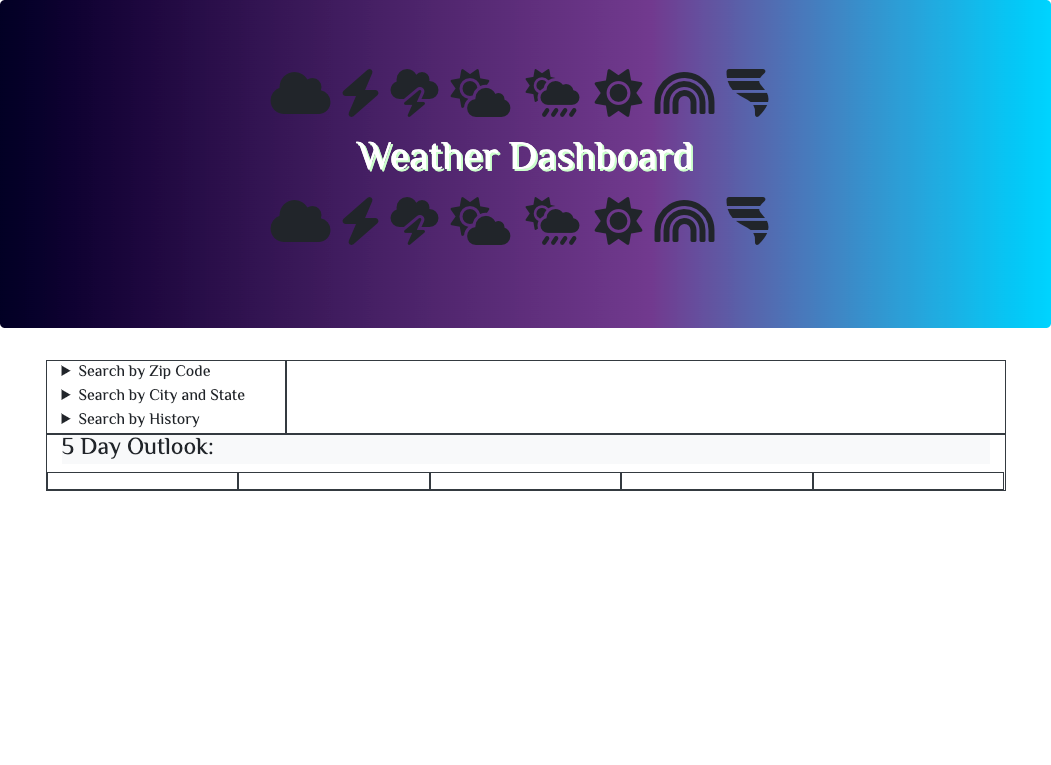 Weather Dashboard
Search by Zip Code
Search by City and State
Search by History
5 Day Outlook: